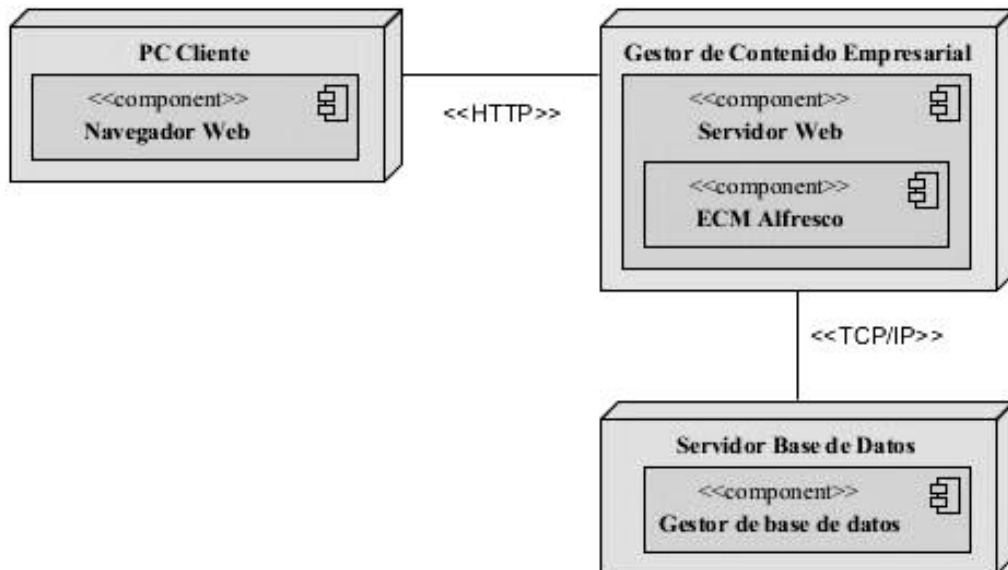 PC Cliente
<<component>>
Navegador Web
<<HTTP>>
Gestor de Contenido Empresarial
<<component>>
Servidor Web
<<component>>
ECM Alfresco
<<TCP/IP>>
Servidor Base de Datos
<<component>>
Gestor de base de datos